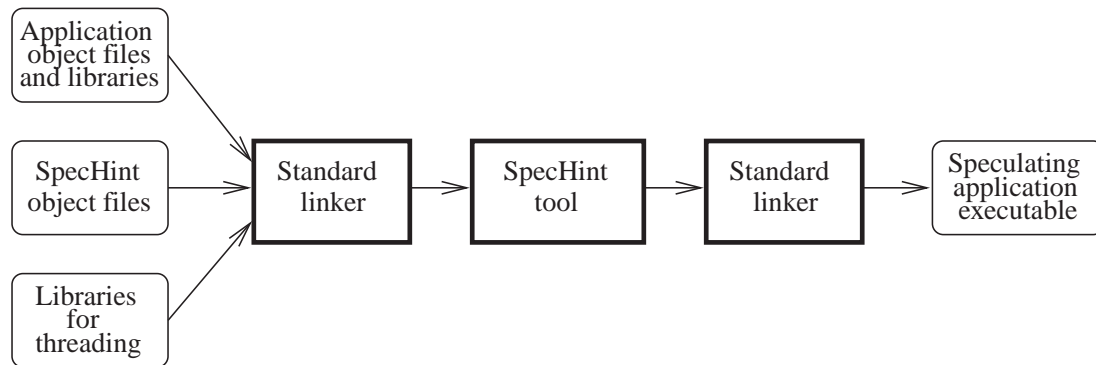 Application
object files
and libraries
SpecHint
object files
Libraries
for
threading
Standard
linker
SpecHint
tool
Standard
linker
Speculating
application
executable